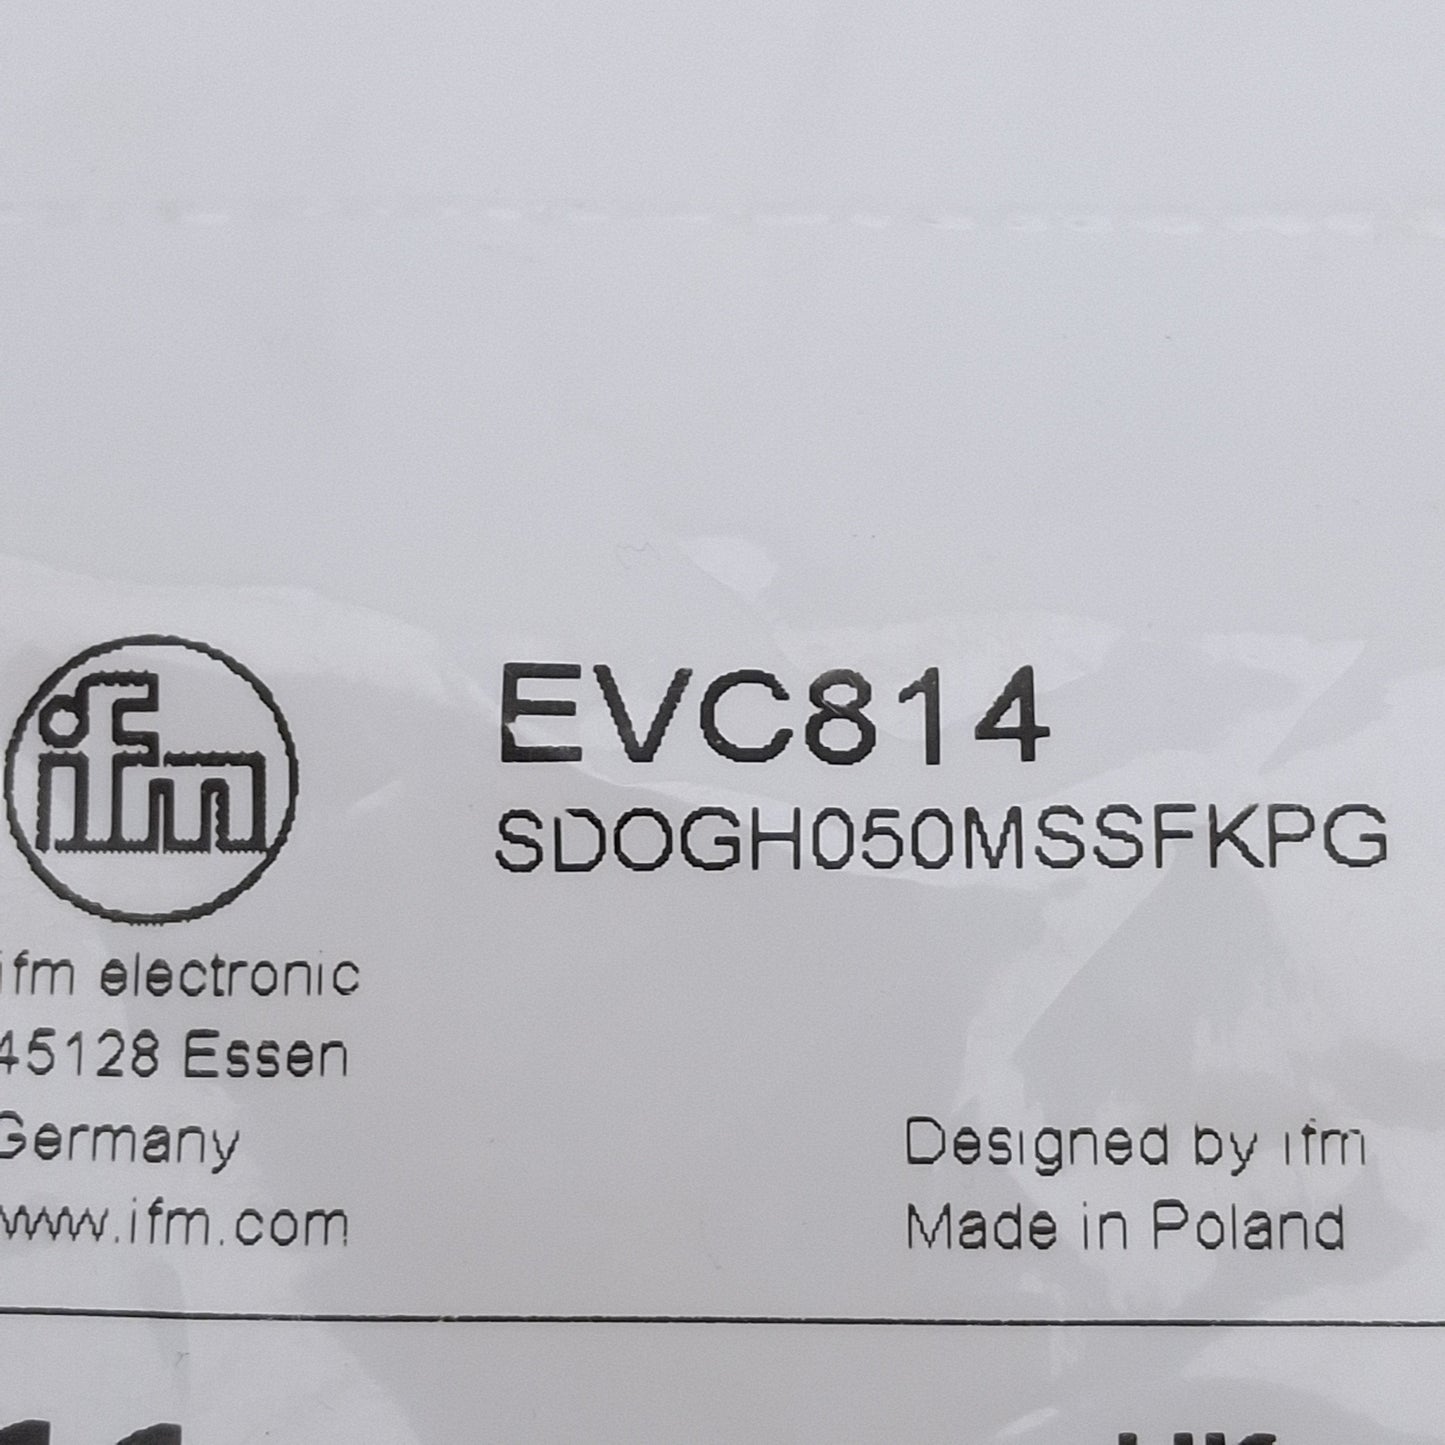 ifm
EVC814
SDOGH050MSSFKPG
ifm electronic
45128 Essen
Germany
www.ifm.com
Designed by ifm
Made in Poland